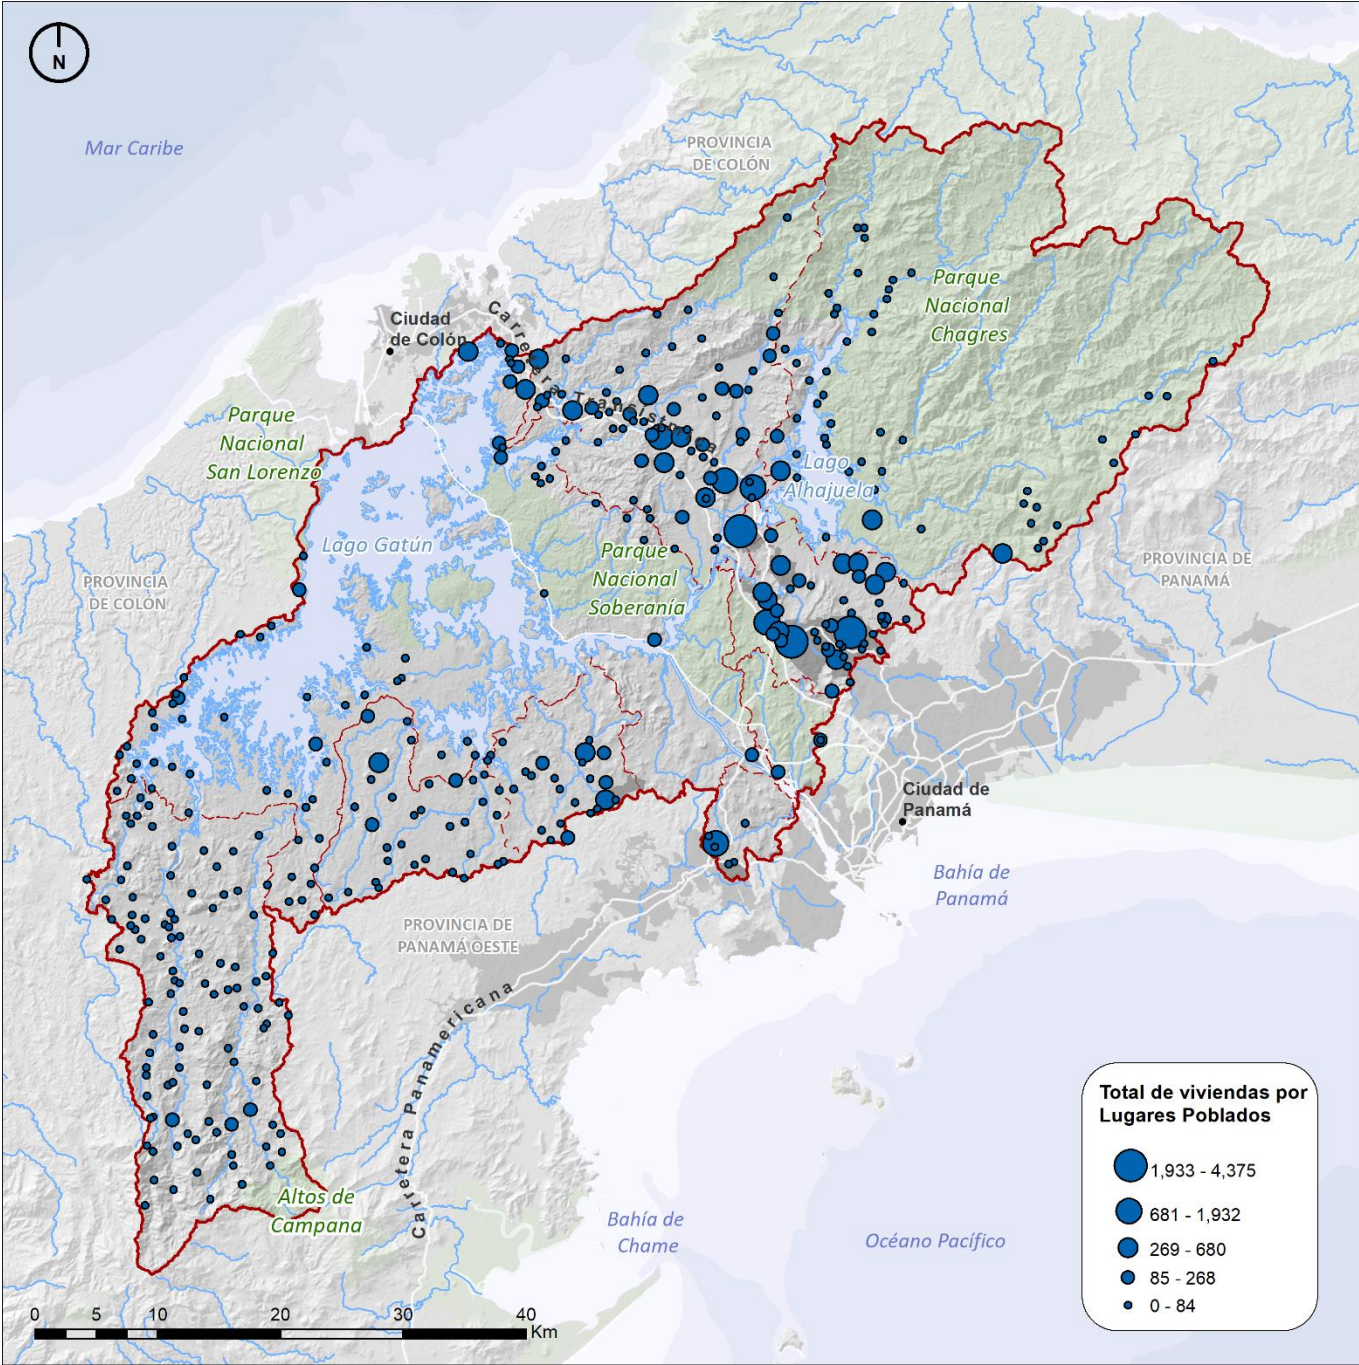 N
Mar Caribe
PROVINCIA
DE COLÓN
Parque
Nacional
Chagres
Ciudad
de Colón
Carretera Transístmica
Parque
Nacional
San Lorenzo
Lago
Alhajuela
Lago Gatún
Parque
Nacional
Soberanía
PROVINCIA
DE COLÓN
PROVINCIA DE
PANAMÁ
Ciudad de
Panamá
Bahía de
Panamá
PROVINCIA DE
PANAMÁ OESTE
Carretera Panamericana
Altos de
Campana
Bahía de
Chame
Océano Pacífico
Total de viviendas por
Lugares Poblados
1,933 - 4,375
681 - 1,932
269 - 680
85 - 268
0 - 84
0 5 10 20 30 40
Km